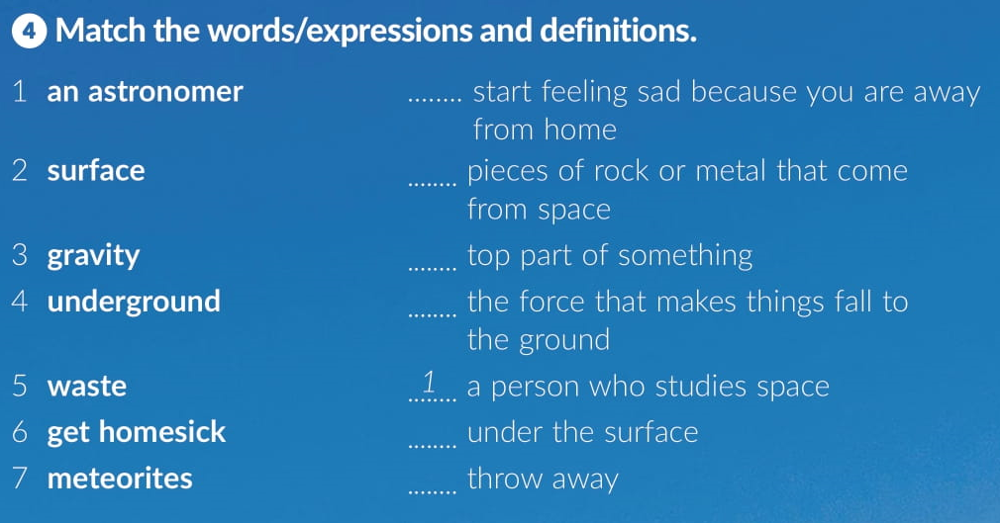 4 Match the words/expressions and definitions.
1 an astronomer ........ start feeling sad because you are away
from home
2 surface ........ pieces of rock or metal that come
from space
3 gravity ........ top part of something
4 underground ........ the force that makes things fall to
the ground
5 waste ...1... a person who studies space
6 get homesick ........ under the surface
7 meteorites ........ throw away